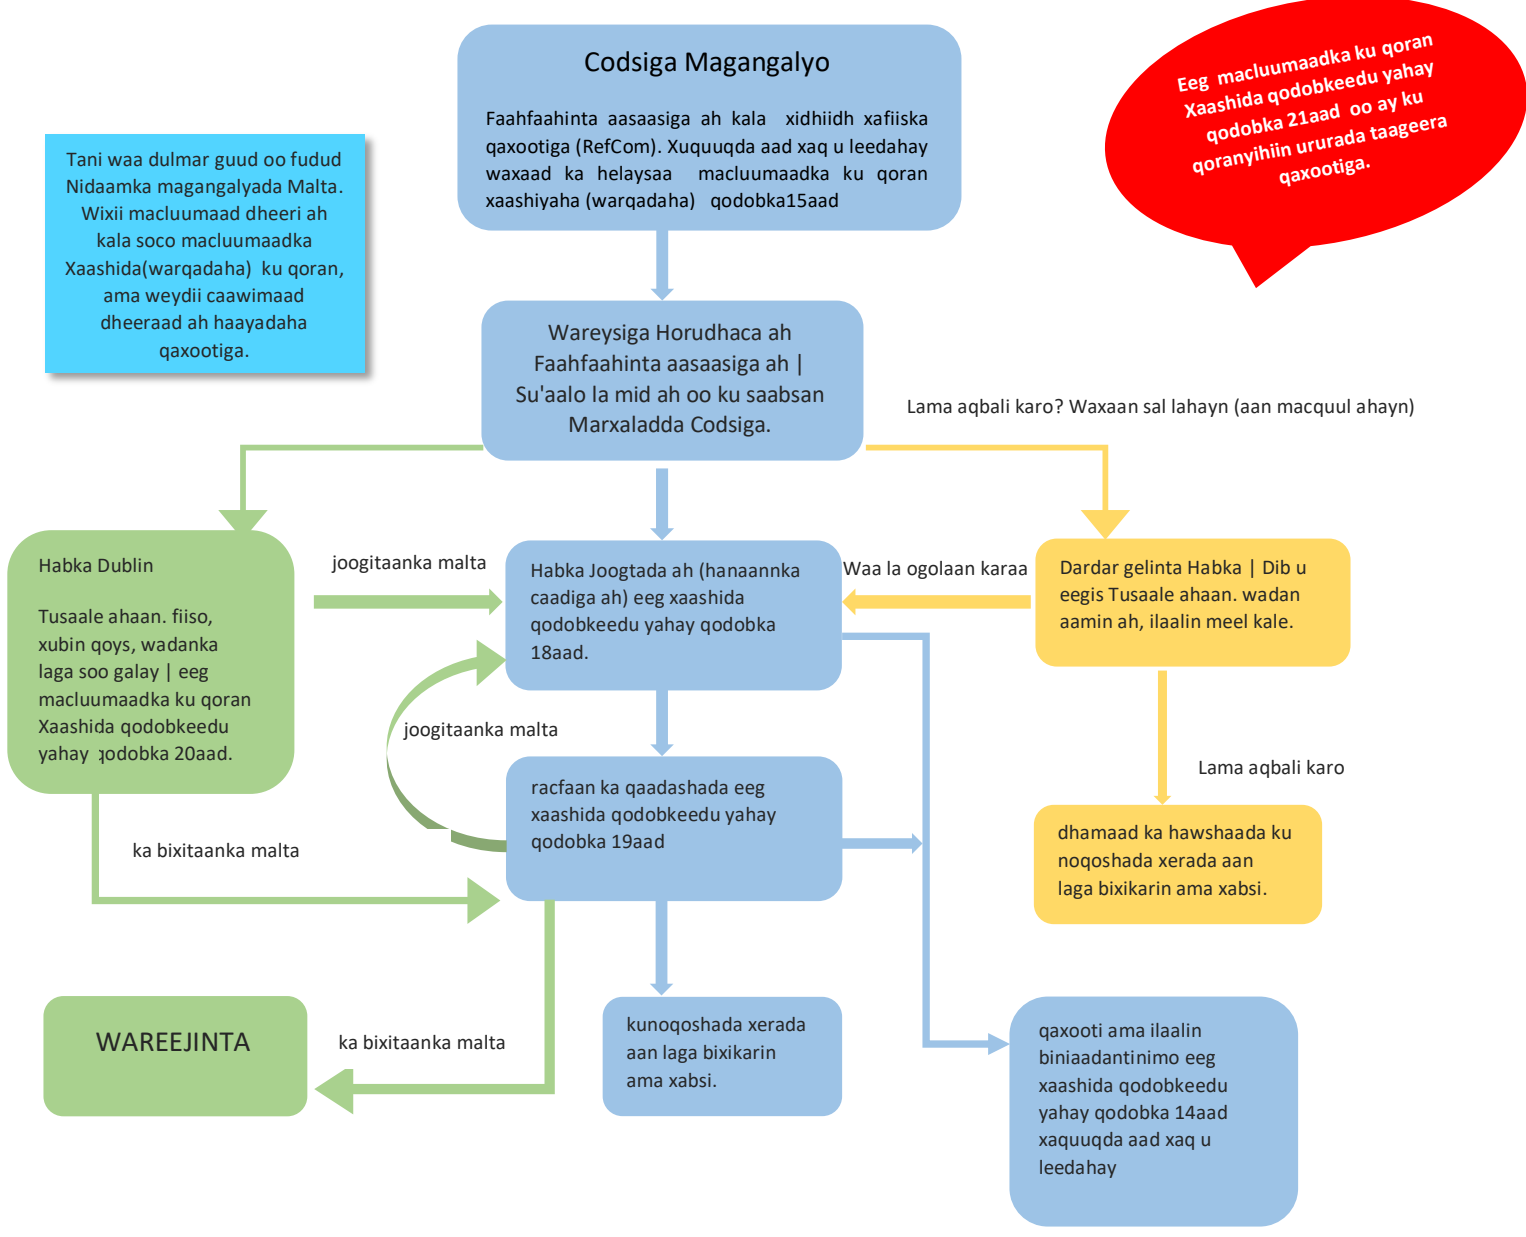 Codsiga Magangalyo
Faahfaahinta aasaasiga ah kala xidhiidh xafiiska
qaxootiga (RefCom). Xuquuqda aad xaq u leedahay
waxaad ka helaysaa macluumaadka ku qoran
xaashiyaha (warqadaha) qodobka15aad
Eeg macluumaadka ku qoran
Xaashida qodobkeedu yahay
qodobka 21aad oo ay ku
qoranyihiin ururada taageera
qaxootiga.
Tani waa dulmar guud oo fudud
Nidaamka magangalyada Malta.
Wixii macluumaad dheeri ah
kala soco macluumaadka
Xaashida(warqadaha) ku qoran,
ama weydii caawimaad
dheeraad ah haayadaha
qaxootiga.
Wareysiga Horudhaca ah
Faahfaahinta aasaasiga ah |
Su'aalo la mid ah oo ku saabsan
Marxaladda Codsiga.
Lama aqbali karo? Waxaan sal lahayn (aan macquul ahayn)
Habka Dublin
Tusaale ahaan. fiiso,
xubin qoys, wadanka
laga soo galay | eeg
macluumaadka ku qoran
Xaashida qodobkeedu
yahay qodobka 20aad.
joogitaanka malta
Habka Joogtada ah (hanaannka
caadiga ah) eeg xaashida
qodobkeedu yahay qodobka
18aad.
Waa la ogolaan karaa
Dardar gelinta Habka | Dib u
eegis Tusaale ahaan. wadan
aamin ah, ilaalin meel kale.
joogitaanka malta
Lama aqbali karo
racfaan ka qaadashada eeg
xaashida qodobkeedu yahay
qodobka 19aad
ka bixitaanka malta
dhamaad ka hawshaada ku
noqoshada xerada aan
laga bixikarin ama xabsi.
WAREEJINTA
ka bixitaanka malta
kunoqoshada xerada
aan laga bixikarin
ama xabsi.
qaxooti ama ilaalin
biniaadantinimo eeg
xaashida qodobkeedu
yahay qodobka 14aad
xaquuqda aad xaq u
leedahay